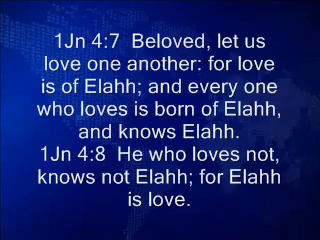 1Jn 4:7  Beloved, let us
love one another: for love
is of Elahh; and every one
who loves is born of Elahh,
and knows Elahh.
1Jn 4:8  He who loves not,
knows not Elahh; for Elahh
is love.